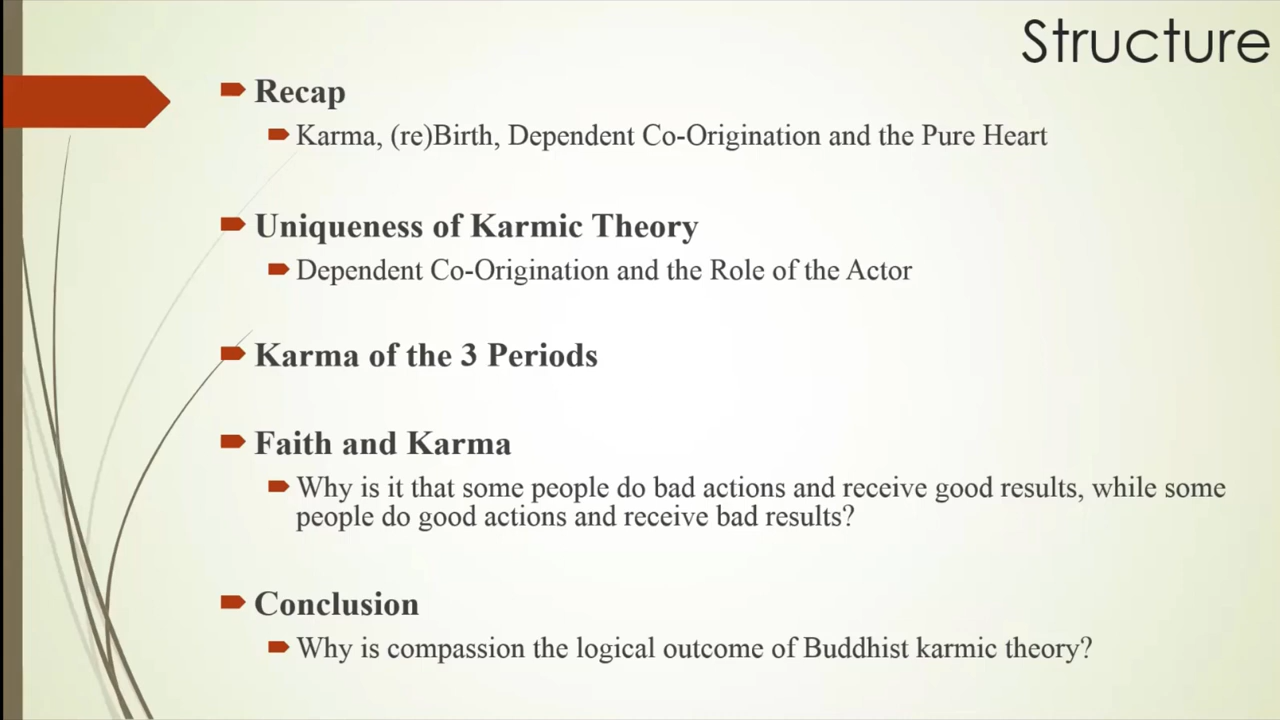 Structure
Recap
Karma, (re)Birth, Dependent Co-Origination and the Pure Heart
Uniqueness of Karmic Theory
Dependent Co-Origination and the Role of the Actor
Karma of the 3 Periods
Faith and Karma
Why is it that some people do bad actions and receive good results, while some
people do good actions and receive bad results?
Conclusion
Why is compassion the logical outcome of Buddhist karmic theory?